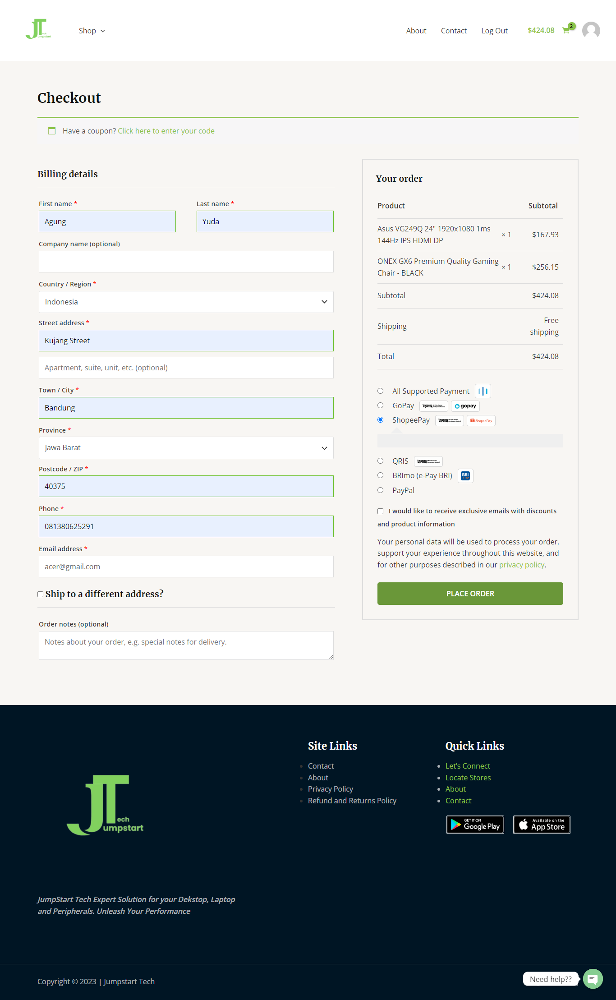 JT ech umpstart
Shop
About
Contact
Log Out
$424.08
2
Checkout
Have a coupon? Click here to enter your code
Billing details
First name *
Last name *
Agung
Yuda
Company name (optional)
Country / Region *
Indonesia
Street address *
Kujang Street
Apartment, suite, unit, etc. (optional)
Town / City *
Bandung
Province *
Jawa Barat
Postcode / ZIP *
40375
Phone *
081380625291
Email address *
acer@gmail.com
Ship to a different address?
Order notes (optional)
Notes about your order, e.g. special notes for delivery.
Your order
Product Subtotal
Asus VG249Q 24" 1920x1080 1ms
144Hz IPS HDMI DP × 1 $167.93
ONEX GX6 Premium Quality Gaming
Chair - BLACK × 1 $256.15
Subtotal $424.08
Shipping Free
shipping
Total $424.08
All Supported Payment
GoPay QRIS gopay
ShopeePay QRIS ShopeePay
QRIS QRIS
BRImo (e-Pay BRI) BRI mo
PayPal
I would like to receive exclusive emails with discounts
and product information
Your personal data will be used to process your order,
support your experience throughout this website, and
for other purposes described in our privacy policy.
PLACE ORDER
JT ech
umpstart
JumpStart Tech Expert Solution for your Dekstop, Laptop
and Peripherals. Unleash Your Performance
Site Links
Contact
About
Privacy Policy
Refund and Returns Policy
Quick Links
Let’s Connect
Locate Stores
About
Contact
GET IT ON
Google Play
Available on the
App Store
Copyright © 2023 | Jumpstart Tech
Need help??